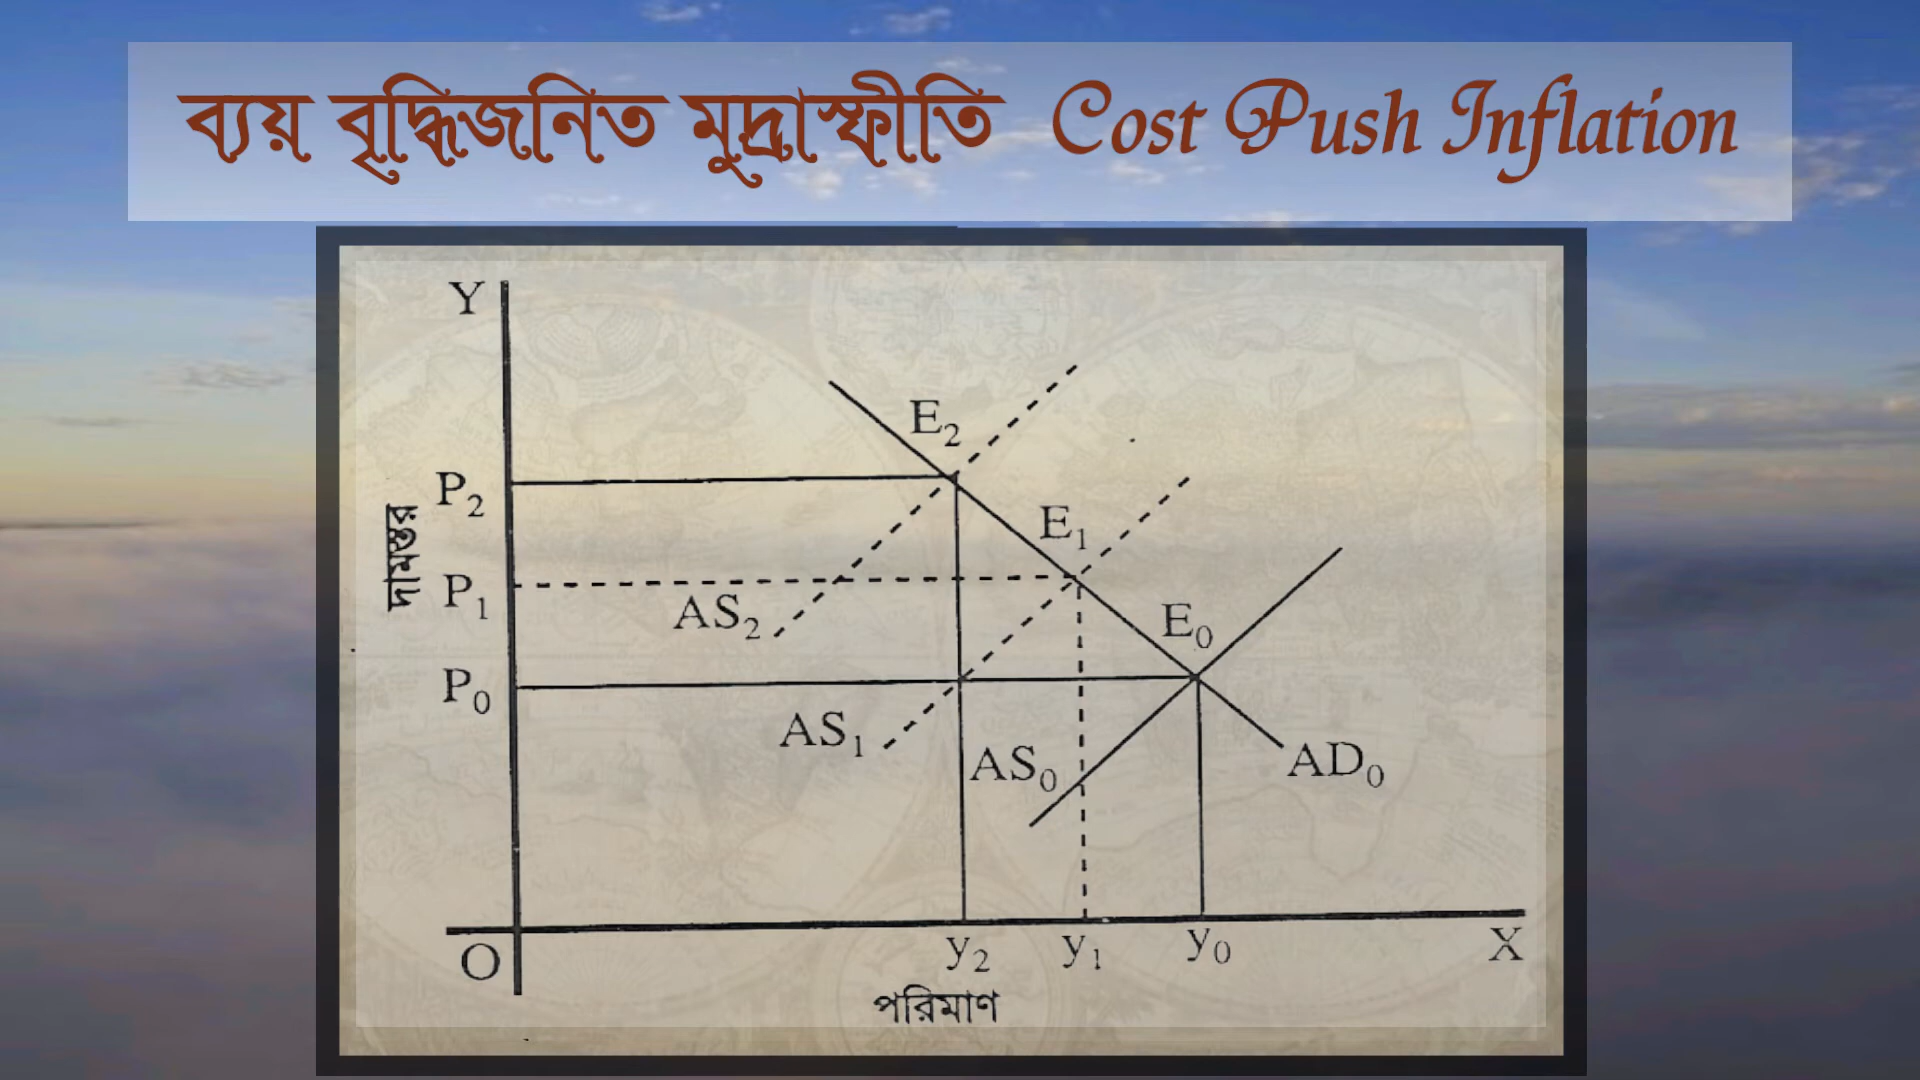 ব্যয় বৃদ্ধিজনিত মুদ্রাস্ফীতি Cost Push Inflation
Y
E2
P2
E1
দামস্তর
P1
AS2
E0
P0
AS1
AS0
AD0
O
y2
y1
y0
X
পরিমাণ